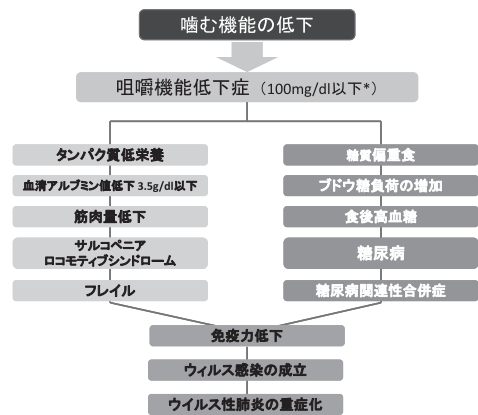 噛む機能の低下
咀嚼機能低下症（100mg/dl以下*）
タンパク質低栄養
血清アルブミン値低下 3.5g/dl以下
筋肉量低下
サルコペニア
ロコモティブシンドローム
フレイル
糖質偏重食
ブドウ糖負荷の増加
食後高血糖
糖尿病
糖尿病関連性合併症
免疫力低下
ウィルス感染の成立
ウイルス性肺炎の重症化